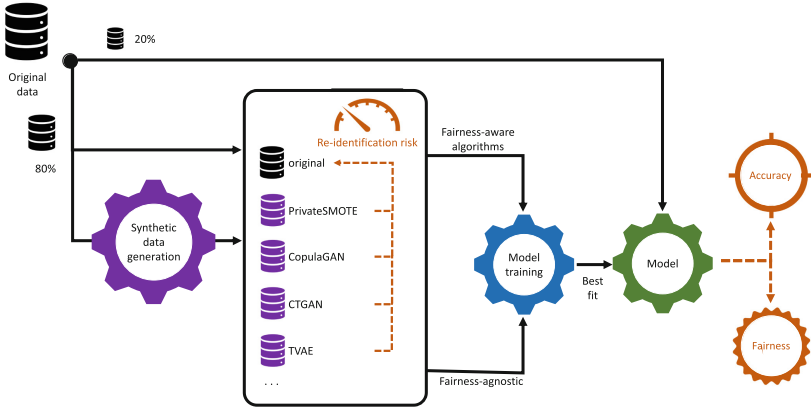 20%
Original
data
80%
Synthetic
data
generation
Re-identification risk
original
PrivateSMOTE
CopulaGAN
CTGAN
TVAE
...
Fairness-aware
algorithms
Fairness-agnostic
Model
training
Best
fit
Model
Accuracy
Fairness